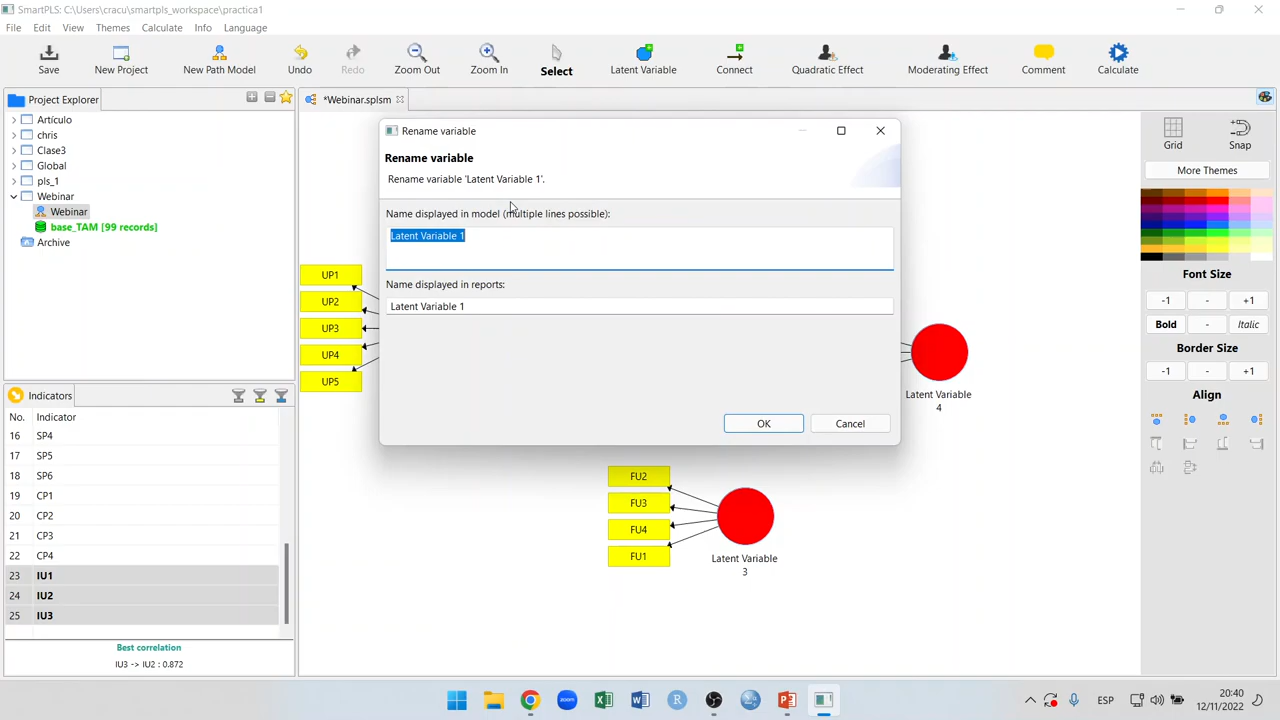 SmartPLS: C:\Users\cracu\smartpls_workspace\practica1
File Edit View Themes Calculate Info Language
Save New Project New Path Model Undo Redo Zoom Out Zoom In Select Latent Variable Connect Quadratic Effect Moderating Effect Comment Calculate
Project Explorer
Artículo
chris
Clase3
Global
pls_1
Webinar
Webinar
base_TAM [99 records]
Archive
Indicators
No. Indicator
16 SP4
17 SP5
18 SP6
19 CP1
20 CP2
21 CP3
22 CP4
23 IU1
24 IU2
25 IU3
Best correlation
IU3 -> IU2 : 0.872
*Webinar.splsm
UP1
UP2
UP3
UP4
UP5
Rename variable
Rename variable
Rename variable 'Latent Variable 1'.
Name displayed in model (multiple lines possible):
Latent Variable 1
Name displayed in reports:
Latent Variable 1
OK Cancel
Latent Variable
4
FU2
FU3
FU4
FU1
Latent Variable
3
Grid Snap
More Themes
Font Size
-1 - +1
Bold - Italic
Border Size
-1 - +1
Align
ESP
20:40
12/11/2022